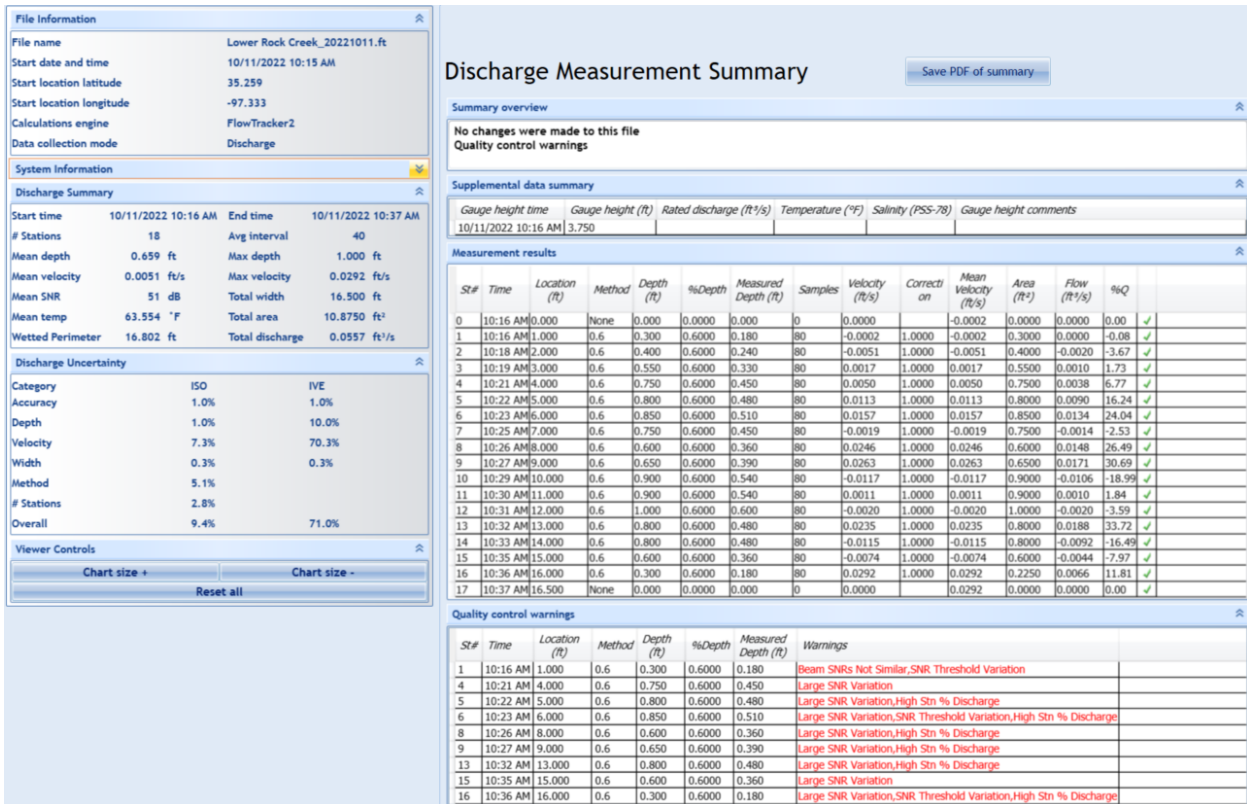 File Information
File name Lower Rock Creek_20221011.ft
Start date and time 10/11/2022 10:15 AM
Start location latitude 35.259
Start location longitude -97.333
Calculations engine FlowTracker2
Data collection mode Discharge
System Information
Discharge Summary
Start time 10/11/2022 10:16 AM End time 10/11/2022 10:37 AM
# Stations 18 Avg interval 40
Mean depth 0.659 ft Max depth 1.000 ft
Mean velocity 0.0051 ft/s Max velocity 0.0292 ft/s
Mean SNR 51 dB Total width 16.500 ft
Mean temp 63.554 °F Total area 10.8750 ft²
Wetted Perimeter 16.802 ft Total discharge 0.0557 ft³/s
Discharge Uncertainty
Category ISO IVE
Accuracy 1.0% 1.0%
Depth 1.0% 10.0%
Velocity 7.3% 70.3%
Width 0.3% 0.3%
Method 5.1%
# Stations 2.8%
Overall 9.4% 71.0%
Viewer Controls
Chart size + Chart size -
Reset all
Discharge Measurement Summary
Save PDF of summary
Summary overview
No changes were made to this file
Quality control warnings
Supplemental data summary
Gauge height time Gauge height (ft) Rated discharge (ft³/s) Temperature (°F) Salinity (PSS-78) Gauge height comments
10/11/2022 10:16 AM 3.750
Measurement results
St# Time Location (ft) Method Depth (ft) %Depth Measured Depth (ft) Samples Velocity (ft/s) Correcti on Mean Velocity (ft/s) Area (ft²) Flow (ft³/s) %Q
0 10:16 AM 0.000 None 0.000 0.0000 0.000 0 0.0000 -0.0002 0.0000 0.0000 0.00 ✓
1 10:16 AM 1.000 0.6 0.300 0.6000 0.180 80 -0.0002 1.0000 -0.0002 0.3000 0.0000 -0.08 ✓
2 10:18 AM 2.000 0.6 0.400 0.6000 0.240 80 -0.0051 1.0000 -0.0051 0.4000 -0.0020 -3.67 ✓
3 10:19 AM 3.000 0.6 0.550 0.6000 0.330 80 0.0017 1.0000 0.0017 0.5500 0.0010 1.73 ✓
4 10:21 AM 4.000 0.6 0.750 0.6000 0.450 80 0.0050 1.0000 0.0050 0.7500 0.0038 6.77 ✓
5 10:22 AM 5.000 0.6 0.800 0.6000 0.480 80 0.0113 1.0000 0.0113 0.8000 0.0090 16.24 ✓
6 10:23 AM 6.000 0.6 0.850 0.6000 0.510 80 0.0157 1.0000 0.0157 0.8500 0.0134 24.04 ✓
7 10:25 AM 7.000 0.6 0.750 0.6000 0.450 80 -0.0019 1.0000 -0.0019 0.7500 -0.0014 -2.53 ✓
8 10:26 AM 8.000 0.6 0.600 0.6000 0.360 80 0.0246 1.0000 0.0246 0.6000 0.0148 26.49 ✓
9 10:27 AM 9.000 0.6 0.650 0.6000 0.390 80 0.0263 1.0000 0.0263 0.6500 0.0171 30.69 ✓
10 10:29 AM 10.000 0.6 0.900 0.6000 0.540 80 -0.0117 1.0000 -0.0117 0.9000 -0.0106 -18.99 ✓
11 10:30 AM 11.000 0.6 0.900 0.6000 0.540 80 0.0011 1.0000 0.0011 0.9000 0.0010 1.84 ✓
12 10:31 AM 12.000 0.6 1.000 0.6000 0.600 80 -0.0020 1.0000 -0.0020 1.0000 -0.0020 -3.59 ✓
13 10:32 AM 13.000 0.6 0.800 0.6000 0.480 80 0.0235 1.0000 0.0235 0.8000 0.0188 33.72 ✓
14 10:33 AM 14.000 0.6 0.800 0.6000 0.480 80 -0.0115 1.0000 -0.0115 0.8000 -0.0092 -16.49 ✓
15 10:35 AM 15.000 0.6 0.600 0.6000 0.360 80 -0.0074 1.0000 -0.0074 0.6000 -0.0044 -7.97 ✓
16 10:36 AM 16.000 0.6 0.300 0.6000 0.180 80 0.0292 1.0000 0.0292 0.2250 0.0066 11.81 ✓
17 10:37 AM 16.500 None 0.000 0.0000 0.000 0 0.0000 0.0292 0.0000 0.0000 0.00 ✓
Quality control warnings
St# Time Location (ft) Method Depth (ft) %Depth Measured Depth (ft) Warnings
1 10:16 AM 1.000 0.6 0.300 0.6000 0.180 Beam SNRs Not Similar,SNR Threshold Variation
4 10:21 AM 4.000 0.6 0.750 0.6000 0.450 Large SNR Variation
5 10:22 AM 5.000 0.6 0.800 0.6000 0.480 Large SNR Variation,High Stn % Discharge
6 10:23 AM 6.000 0.6 0.850 0.6000 0.510 Large SNR Variation,SNR Threshold Variation,High Stn % Discharge
8 10:26 AM 8.000 0.6 0.600 0.6000 0.360 Large SNR Variation,High Stn % Discharge
9 10:27 AM 9.000 0.6 0.650 0.6000 0.390 Large SNR Variation,High Stn % Discharge
13 10:32 AM 13.000 0.6 0.800 0.6000 0.480 Large SNR Variation,High Stn % Discharge
15 10:35 AM 15.000 0.6 0.600 0.6000 0.360 Large SNR Variation
16 10:36 AM 16.000 0.6 0.300 0.6000 0.180 Large SNR Variation,SNR Threshold Variation,High Stn % Discharge